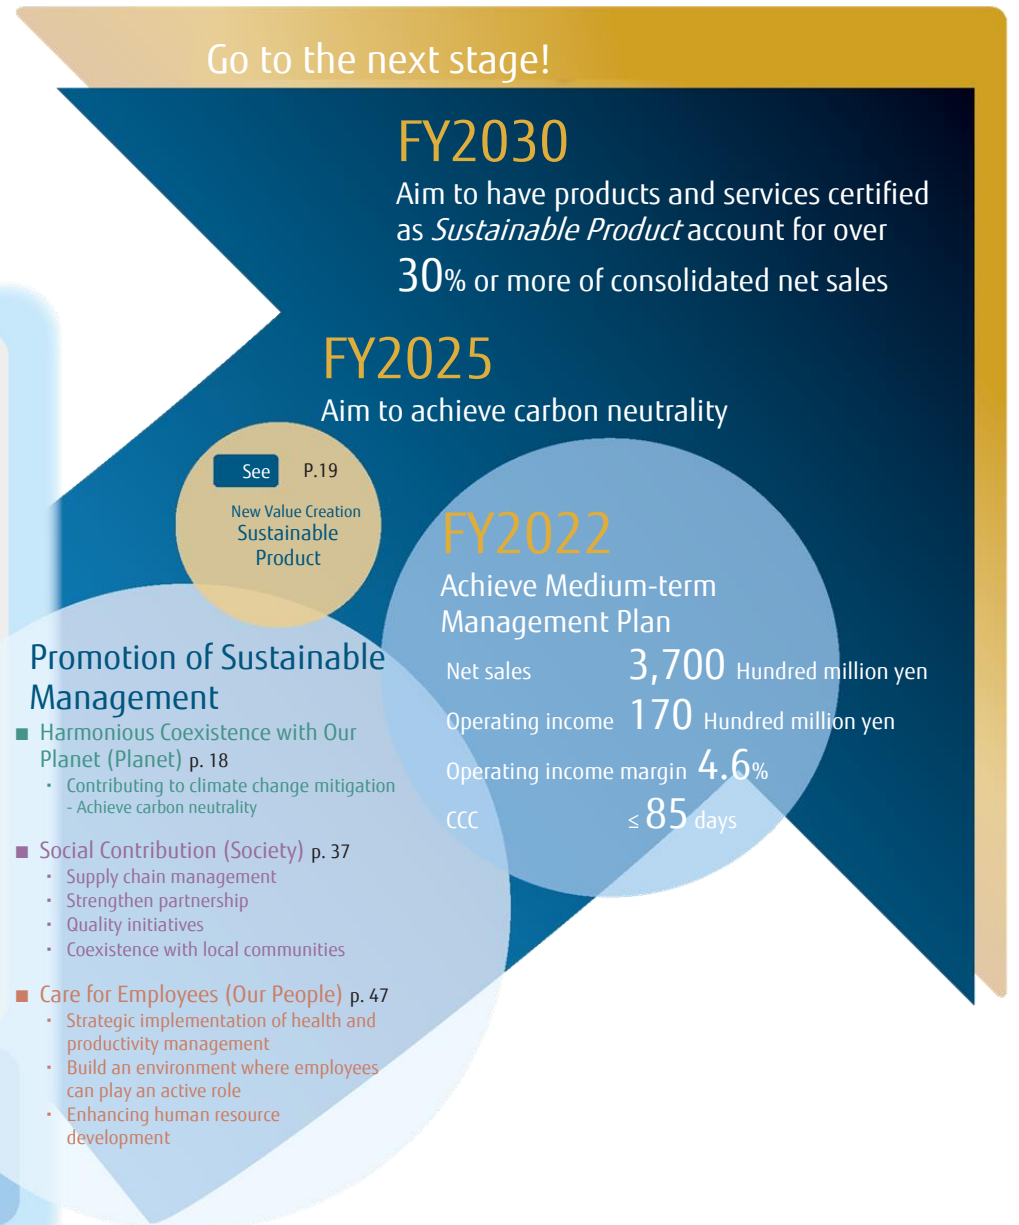 Go to the next stage!
FY2030
Aim to have products and services certified
as Sustainable Product account for over
30% or more of consolidated net sales
FY2025
Aim to achieve carbon neutrality
See P.19
New Value Creation
Sustainable
Product
FY2022
Achieve Medium-term
Management Plan
Net sales 3,700 Hundred million yen
Operating income 170 Hundred million yen
Operating income margin 4.6%
CCC ≤ 85 days
Promotion of Sustainable
Management
■ Harmonious Coexistence with Our
Planet (Planet) p. 18
・ Contributing to climate change mitigation
- Achieve carbon neutrality
■ Social Contribution (Society) p. 37
・ Supply chain management
・ Strengthen partnership
・ Quality initiatives
・ Coexistence with local communities
■ Care for Employees (Our People) p. 47
・ Strategic implementation of health and
productivity management
・ Build an environment where employees
can play an active role
・ Enhancing human resource
development